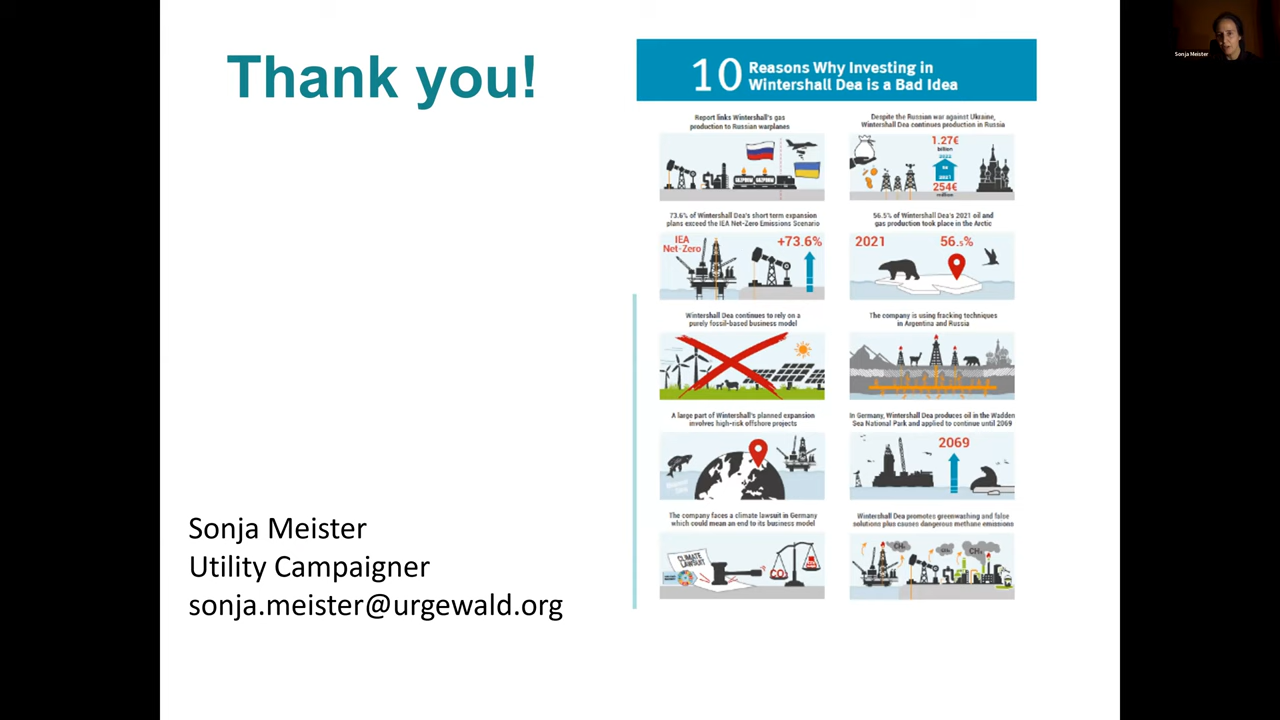 Thank you!
Sonja Meister
Utility Campaigner
sonja.meister@urgewald.org
10 Reasons Why Investing in
Wintershall Dea is a Bad Idea
Report links Wintershall's gas
production to Russian warplanes
Despite the Russian war against Ukraine,
Wintershall Dea continues production in Russia
1.27€
billion
2022
2021
254€
million
73.6% of Wintershall Dea's short term expansion
plans exceed the IEA Net-Zero Emissions Scenario
IEA
Net-Zero
+73.6%
56.5% of Wintershall Dea's 2021 oil and
gas production took place in the Arctic
2021
56.5%
Wintershall Dea continues to rely on a
purely fossil-based business model
The company is using fracking techniques
in Argentina and Russia
A large part of Wintershall's planned expansion
involves high-risk offshore projects
In Germany, Wintershall Dea produces oil in the Wadden
Sea National Park and applied to continue until 2069
2069
The company faces a climate lawsuit in Germany
which could mean an end to its business model
CLIMATE
LAWSUIT
CO₂
Wintershall Dea promotes greenwashing and false
solutions plus causes dangerous methane emissions
CH₄
CH₄
CH₄
Sonja Meister